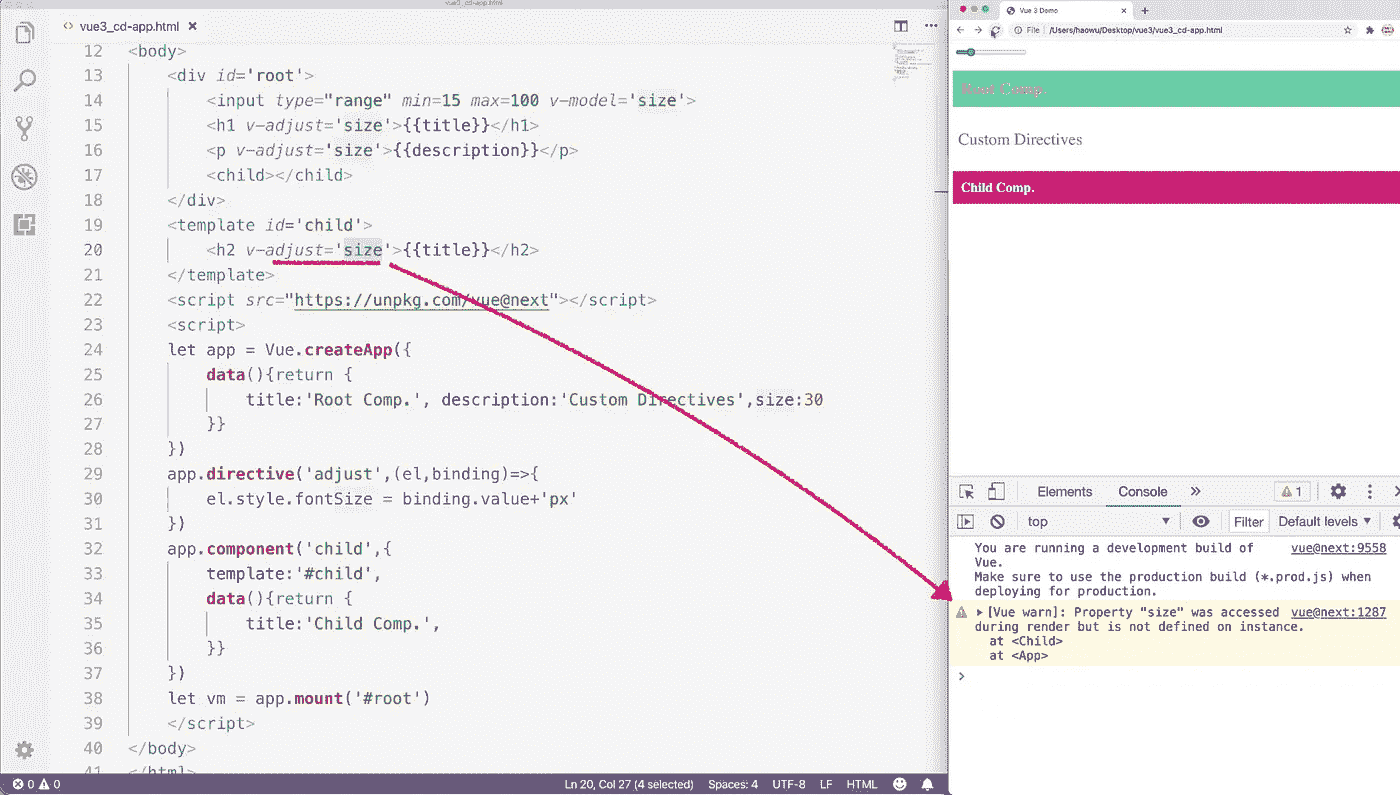 vue3_cd-app.html
<> vue3_cd-app.html ×
12 <body>
13 <div id='root'>
14 <input type="range" min=15 max=100 v-model='size'>
15 <h1 v-adjust='size'>{{title}}</h1>
16 <p v-adjust='size'>{{description}}</p>
17 <child></child>
18 </div>
19 <template id='child'>
20 <h2 v-adjust='size'>{{title}}</h2>
21 </template>
22 <script src="https://unpkg.com/vue@next"></script>
23 <script>
24 let app = Vue.createApp({
25 data(){return {
26 title:'Root Comp.', description:'Custom Directives',size:30
27 }}
28 })
29 app.directive('adjust',(el,binding)=>{
30 el.style.fontSize = binding.value+'px'
31 })
32 app.component('child',{
33 template:'#child',
34 data(){return {
35 title:'Child Comp.',
36 }}
37 })
38 let vm = app.mount('#root')
39 </script>
40 </body>
41 </html>
0 0
Ln 20, Col 27 (4 selected) Spaces: 4 UTF-8 LF HTML
Vue 3 Demo
File /Users/haowu/Desktop/vue3/vue3_cd-app.html
Root Comp.
Custom Directives
Child Comp.
Elements Console » 1
top Filter Default levels
You are running a development build of vue@next:9558
Vue.
Make sure to use the production build (*.prod.js) when
deploying for production.
[Vue warn]: Property "size" was accessed vue@next:1287
during render but is not defined on instance.
at <Child>
at <App>